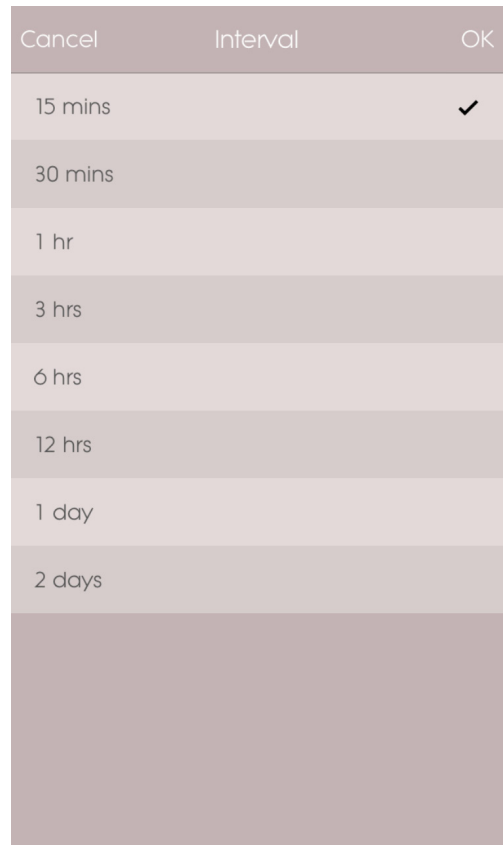 Cancel Interval OK
15 mins
30 mins
1 hr
3 hrs
6 hrs
12 hrs
1 day
2 days